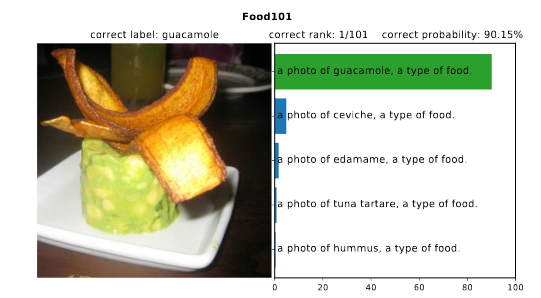 Food101
correct label: guacamole
correct rank: 1/101 correct probability: 90.15%
a photo of guacamole, a type of food.
a photo of ceviche, a type of food.
a photo of edamame, a type of food.
a photo of tuna tartare, a type of food.
a photo of hummus, a type of food.
0 20 40 60 80 100